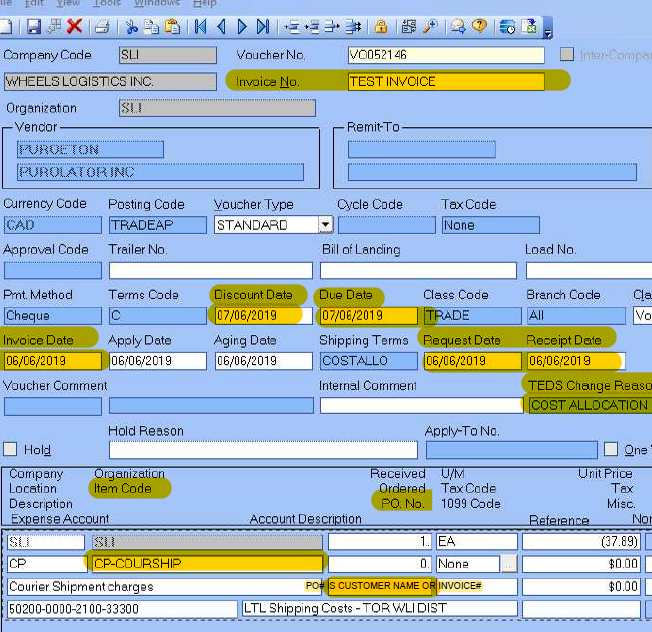 Edit View Tools Windows Help
Company Code SLI Voucher No. VO052146 Inter-Compa
WHEELS LOGISTICS INC. Invoice No. TEST INVOICE
Organization SLI
Vendor Remit-To
PUROETON
PUROLATOR INC
Currency Code Posting Code Voucher Type Cycle Code Tax Code
CAD TRADEAP STANDARD None
Approval Code Trailer No. Bill of Landing Load No.
Pmt. Method Terms Code Discount Date Due Date Class Code Branch Code Cla
Cheque C 07/06/2019 07/06/2019 TRADE All Vo
Invoice Date Apply Date Aging Date Shipping Terms Request Date Receipt Date
06/06/2019 06/06/2019 06/06/2019 COSTALLO 06/06/2019 06/06/2019
Voucher Comment Internal Comment TEDS Change Reaso
COST ALLOCATION
Hold Reason Apply-To No.
Hold One
Company Organization Received U/M Unit Price
Location Item Code Ordered Tax Code Tax
Description PO. No. 1099 Code Misc.
Expense Account Account Description Reference Nor
SLI SLI 1. EA (37.89)
CP CP-COURSHIP 0. None ... $0.00
Courier Shipment charges PO# IS CUSTOMER NAME OR INVOICE# $0.00
50200-0000-2100-33300 LTL Shipping Costs - TOR WLI DIST